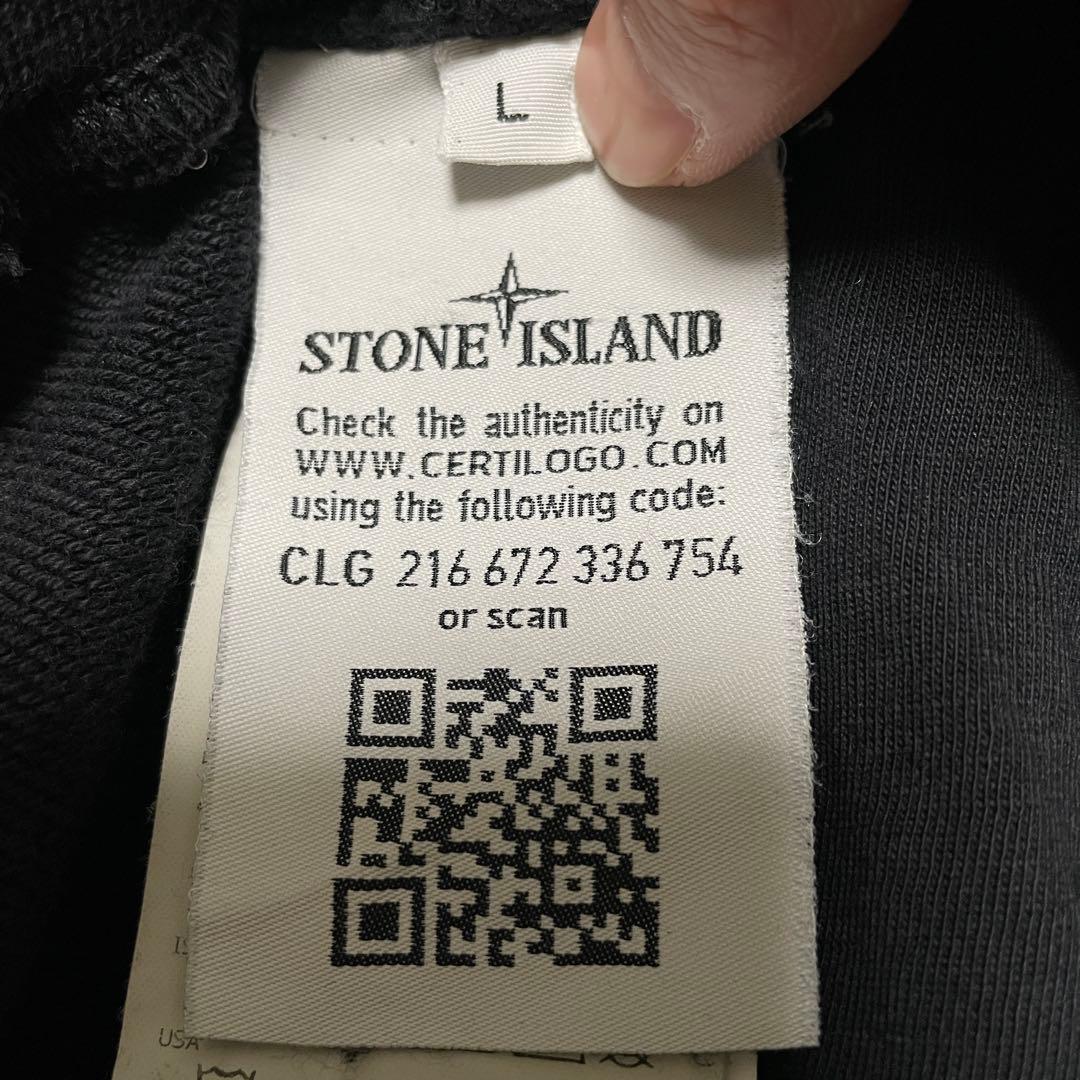 L
STONE ISLAND
Check the authenticity on
WWW.CERTILOGO.COM
using the following code:
CLG 216 672 336 754
or scan
USA